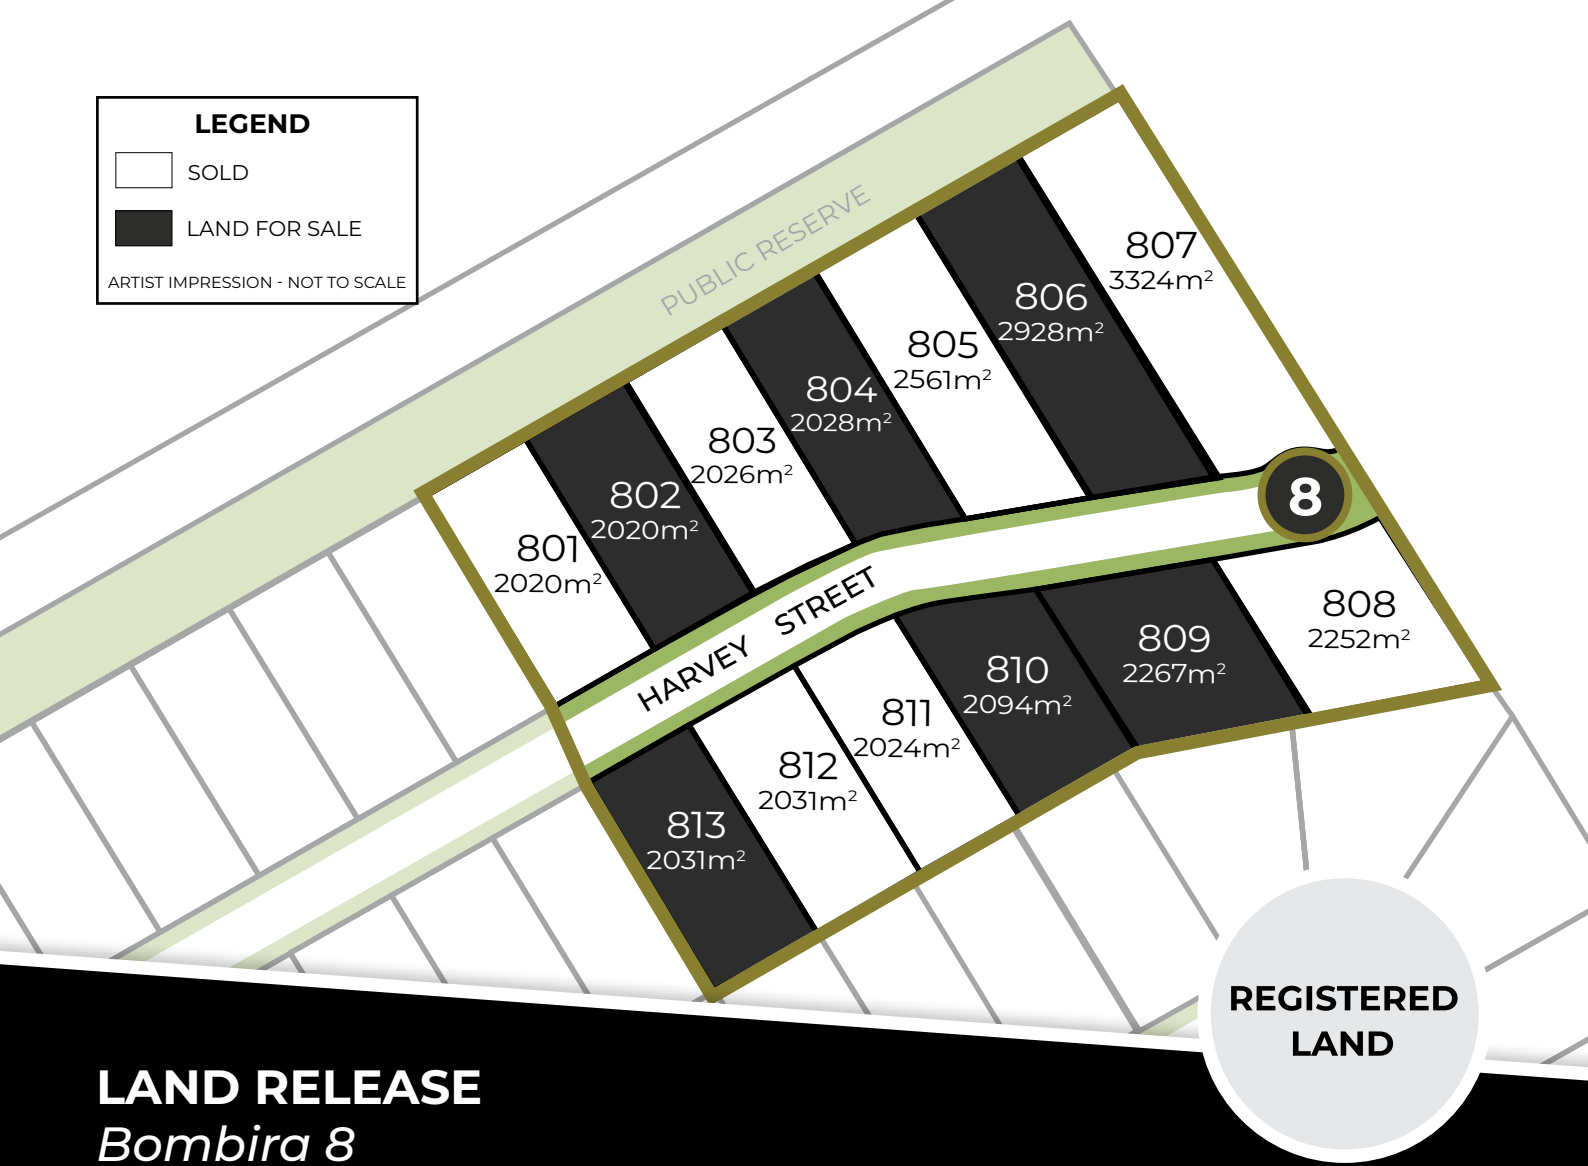 LEGEND
SOLD
LAND FOR SALE
ARTIST IMPRESSION - NOT TO SCALE
PUBLIC RESERVE
807
3324m²
806
2928m²
805
2561m²
804
2028m²
803
2026m²
802
2020m²
801
2020m²
8
HARVEY STREET
808
2252m²
809
2267m²
810
2094m²
811
2024m²
812
2031m²
813
2031m²
REGISTERED
LAND
LAND RELEASE
Bombira 8